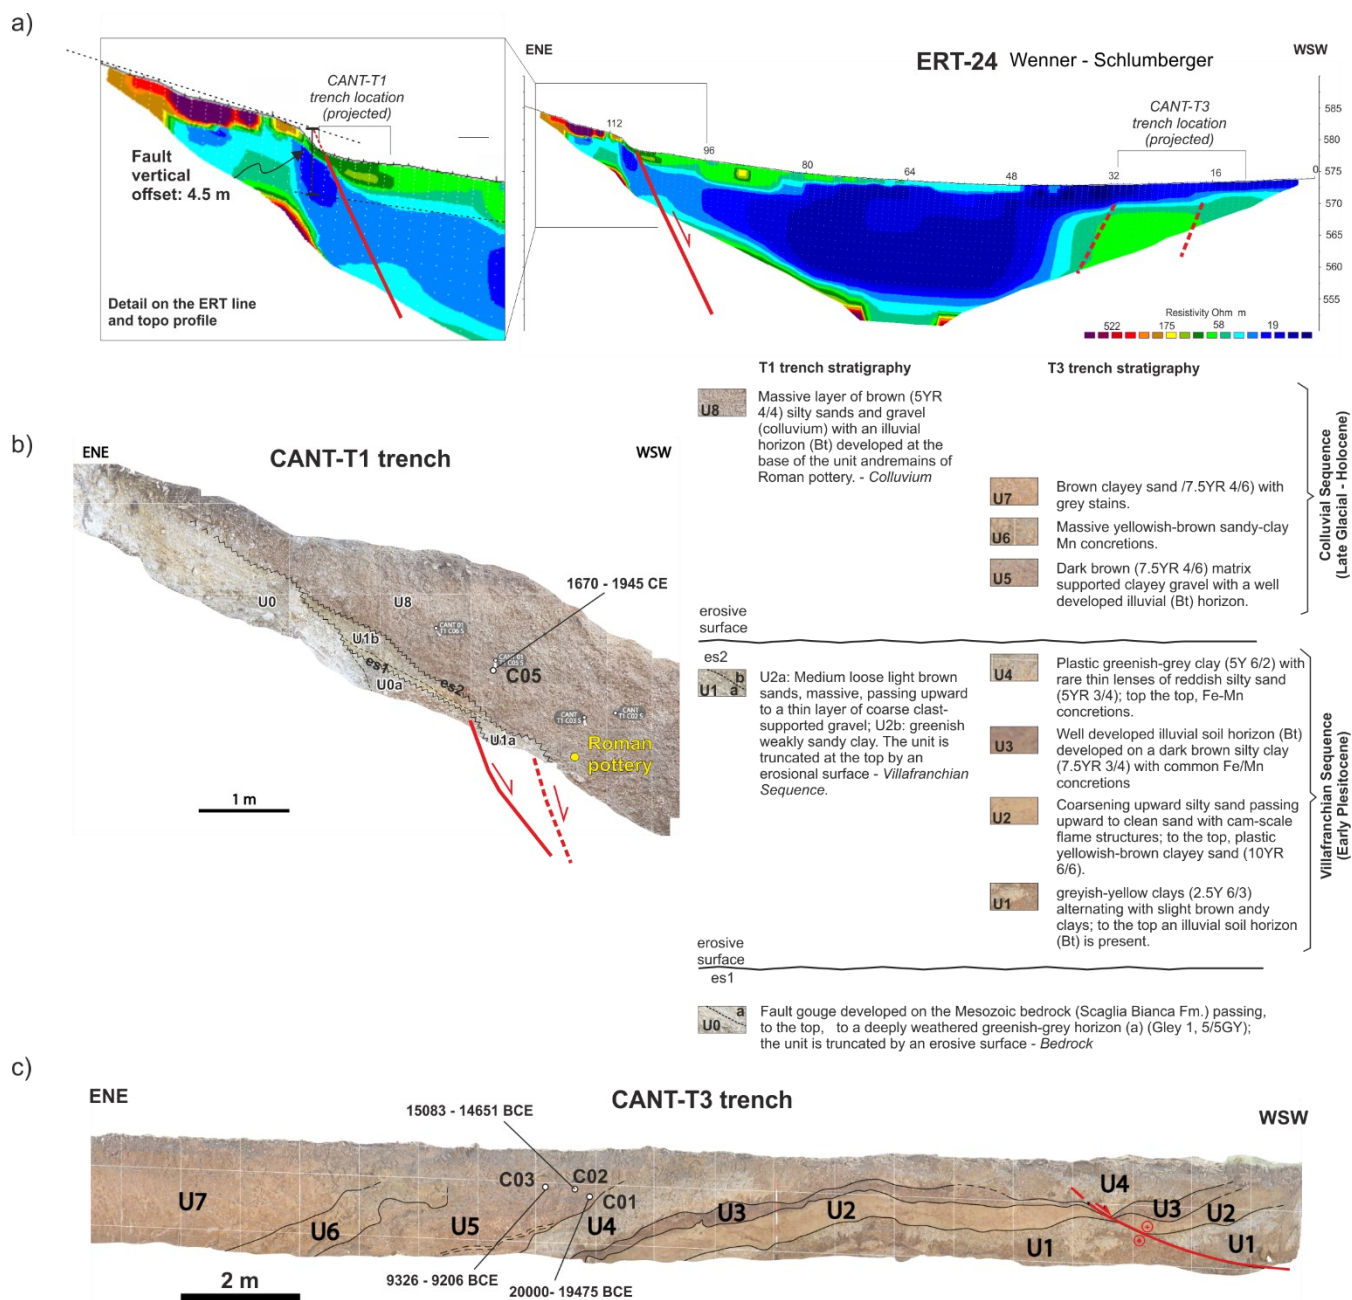 a)
ENE
WSW
ERT-24 Wenner - Schlumberger
CANT-T1
trench location
(projected)
Fault
vertical
offset: 4.5 m
Detail on the ERT line
and topo profile
CANT-T3
trench location
(projected)
112
96
80
64
48
32
16
0
585
580
575
570
565
560
555
Resistivity Ohm m
522
175
58
19
T1 trench stratigraphy
T3 trench stratigraphy
U8
Massive layer of brown (5YR
4/4) silty sands and gravel
(colluvium) with an illuvial
horizon (Bt) developed at the
base of the unit andremains of
Roman pottery. - Colluvium
U7
Brown clayey sand /7.5YR 4/6) with
grey stains.
U6
Massive yellowish-brown sandy-clay
Mn concretions.
U5
Dark brown (7.5YR 4/6) matrix
supported clayey gravel with a well
developed illuvial (Bt) horizon.
Colluvial Sequence
(Late Glacial - Holocene)
erosive
surface
es2
U1
b
a
U2a: Medium loose light brown
sands, massive, passing upward
to a thin layer of coarse clast-
supported gravel; U2b: greenish
weakly sandy clay. The unit is
truncated at the top by an
erosional surface - Villafranchian
Sequence.
U4
Plastic greenish-grey clay (5Y 6/2) with
rare thin lenses of reddish silty sand
(5YR 3/4); top the top, Fe-Mn
concretions.
U3
Well developed illuvial soil horizon (Bt)
developed on a dark brown silty clay
(7.5YR 3/4) with common Fe/Mn
concretions
U2
Coarsening upward silty sand passing
upward to clean sand with cam-scale
flame structures; to the top, plastic
yellowish-brown clayey sand (10YR
6/6).
U1
greyish-yellow clays (2.5Y 6/3)
alternating with slight brown andy
clays; to the top an illuvial soil horizon
(Bt) is present.
Villafranchian Sequence
(Early Plesitocene)
erosive
surface
es1
U0
a
Fault gouge developed on the Mesozoic bedrock (Scaglia Bianca Fm.) passing,
to the top, to a deeply weathered greenish-grey horizon (a) (Gley 1, 5/5GY);
the unit is truncated by an erosive surface - Bedrock
b)
ENE
WSW
CANT-T1 trench
1670 - 1945 CE
U0
U8
CANT 01
T1 C06 S
U1b
CANT 01
T1 C05 S
C05
es1
es2
U0a
CANT
T1 C03 S
CANT
T1 C02 S
U1a
Roman
pottery
1 m
c)
ENE
WSW
CANT-T3 trench
15083 - 14651 BCE
C03
C02
C01
U7
U6
U5
U4
U3
U2
U1
U4
U3
U2
U1
9326 - 9206 BCE
20000- 19475 BCE
2 m